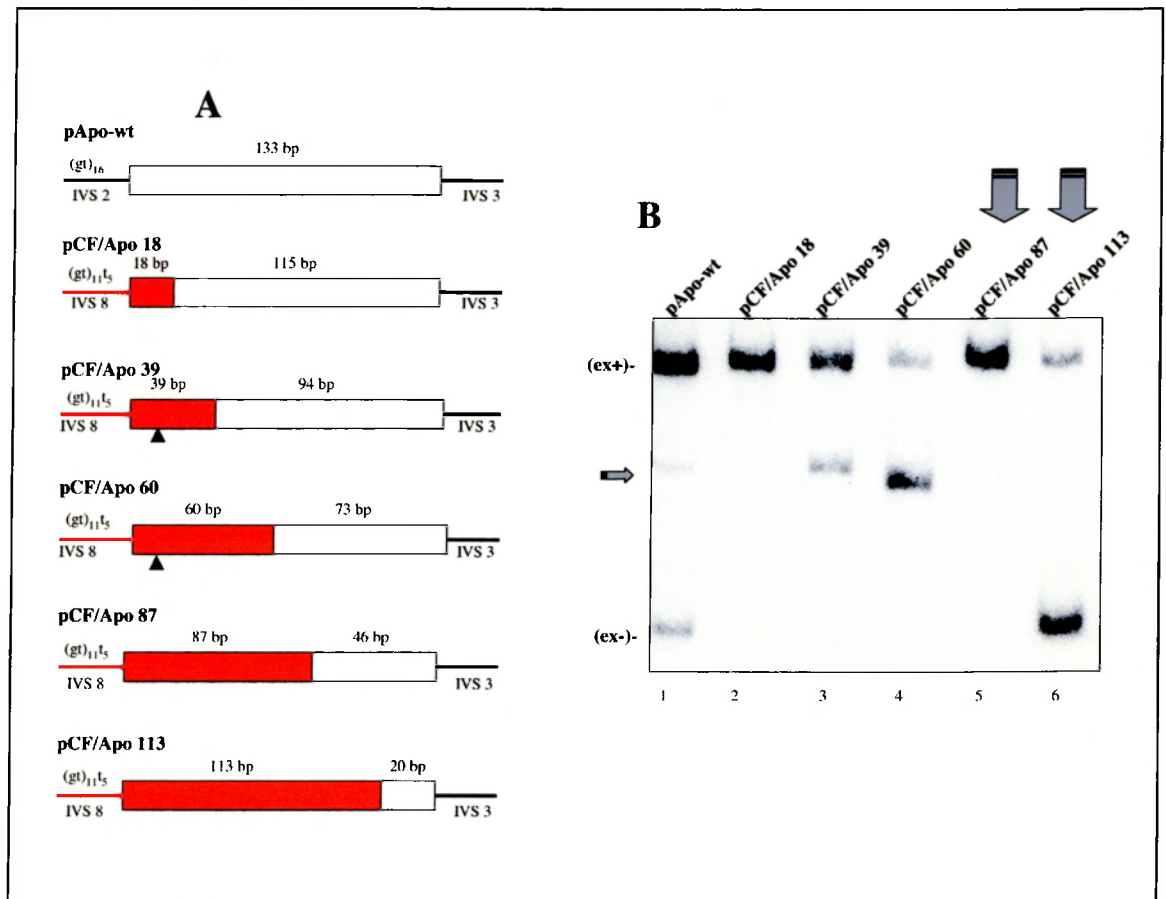 A
pApo-wt
133 bp
(gt)16
IVS 2
IVS 3
pCF/Apo 18
18 bp
115 bp
(gt)11t5
IVS 8
IVS 3
pCF/Apo 39
39 bp
94 bp
(gt)11t5
IVS 8
IVS 3
pCF/Apo 60
60 bp
73 bp
(gt)11t5
IVS 8
IVS 3
pCF/Apo 87
87 bp
46 bp
(gt)11t5
IVS 8
IVS 3
pCF/Apo 113
113 bp
20 bp
(gt)11t5
IVS 8
IVS 3
B
pApo-wt
pCF/Apo 18
pCF/Apo 39
pCF/Apo 60
pCF/Apo 87
pCF/Apo 113
(ex+)-
(ex-)-
1 2 3 4 5 6